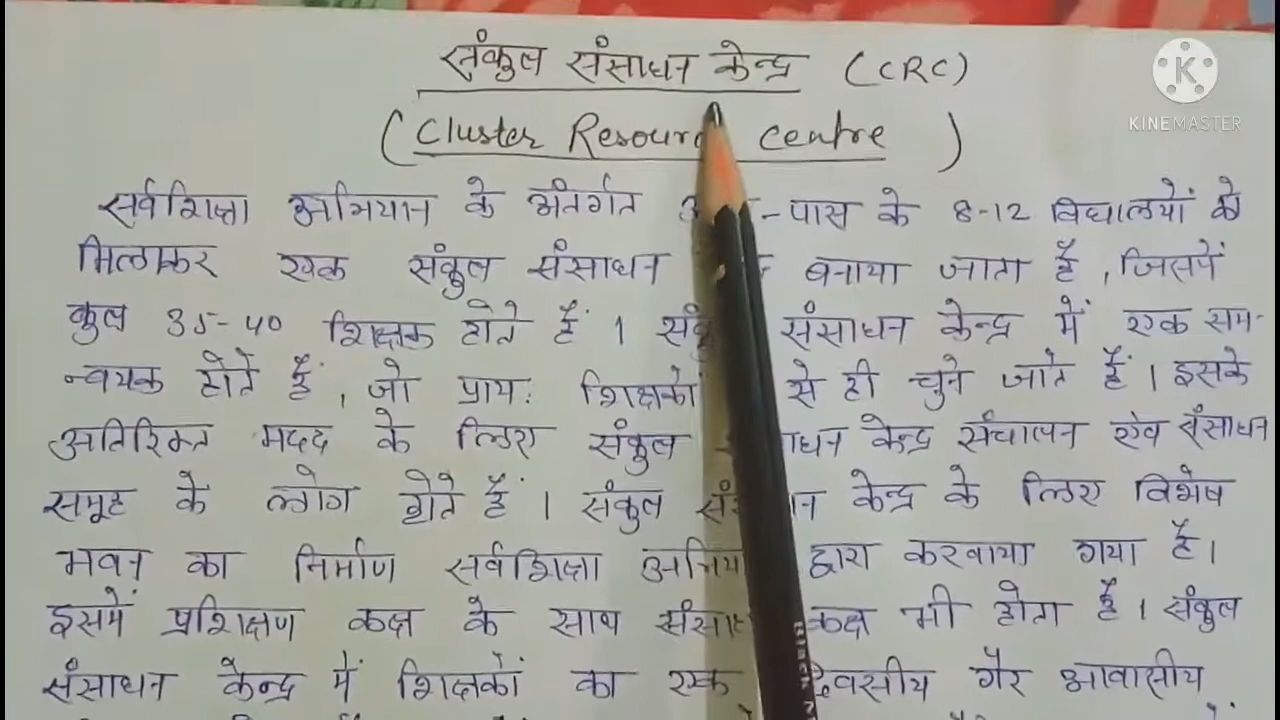 संकुल संसाधन केन्द्र (CRC)
KINEMASTER
(Cluster Resour centre)
सर्वशिक्षा अभियान के अंतर्गत -पास के 8-12 विद्यालयों को
मिलाकर एक संकुल संसाधन बनाया जाता है, जिसमें
कुल 35-40 शिक्षक होते हैं । संसाधन केन्द्र में एक सम-
न्वयक होते हैं, जो प्रायः शिक्षकों से ही चुने जाते हैं । इसके
अतिरिक्त मदद के लिए संकुल केन्द्र संचालन एंव संसाधन
समूह के लोग होते हैं । संकुल केन्द्र के लिए विशेष
भवन का निर्माण सर्वशिक्षा द्वारा करवाया गया है।
इसमें प्रशिक्षण कक्ष के साथ कक्ष भी होता है । संकुल
संसाधन केन्द्र में शिक्षकों का एक गैर आवासीय
Black